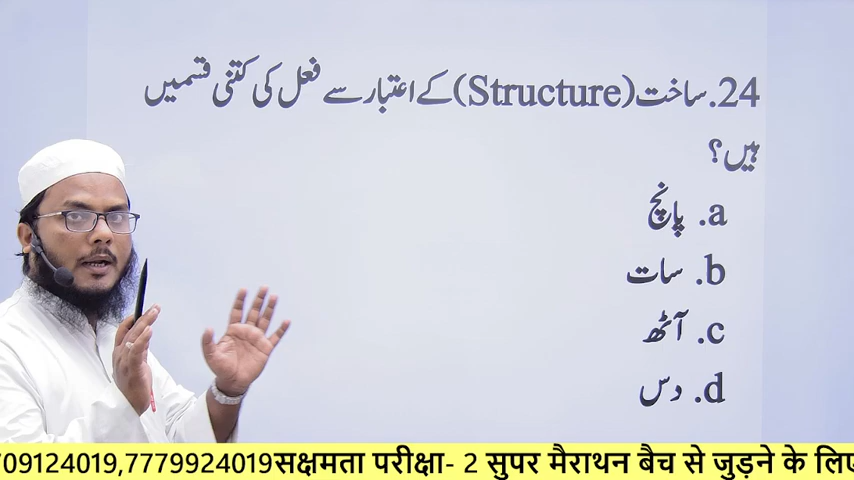 24. ساخت (Structure) کے اعتبار سے فعل کی کتنی قسمیں
ہیں؟
a. پانچ
b. سات
c. آٹھ
d. دس
709124019,7779924019सक्षमता परीक्षा- 2 सुपर मैराथन बैच से जुड़ने के लिए